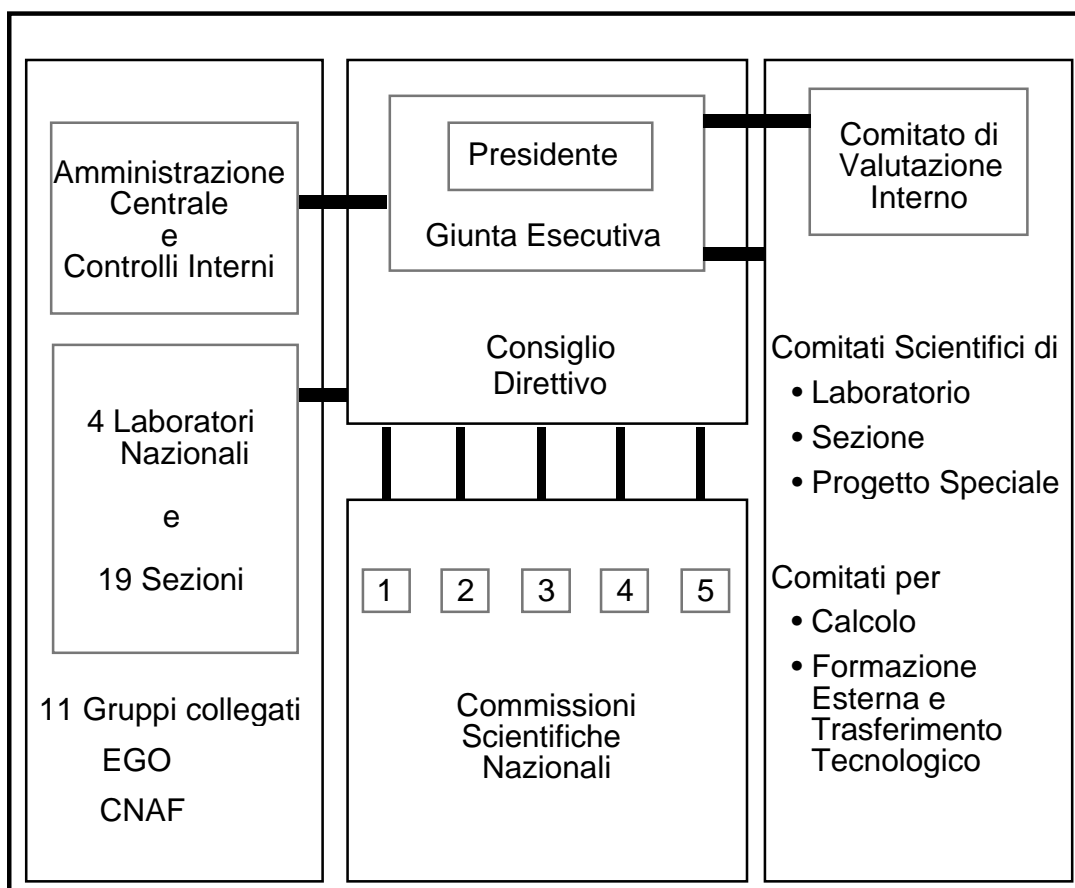 Amministrazione
Centrale
e
Controlli Interni
4 Laboratori
Nazionali
e
19 Sezioni
11 Gruppi collegati
EGO
CNAF
Presidente
Giunta Esecutiva
Consiglio
Direttivo
1 2 3 4 5
Commissioni
Scientifiche
Nazionali
Comitato di
Valutazione
Interno
Comitati Scientifici di
• Laboratorio
• Sezione
• Progetto Speciale
Comitati per
• Calcolo
• Formazione
Esterna e
Trasferimento
Tecnologico